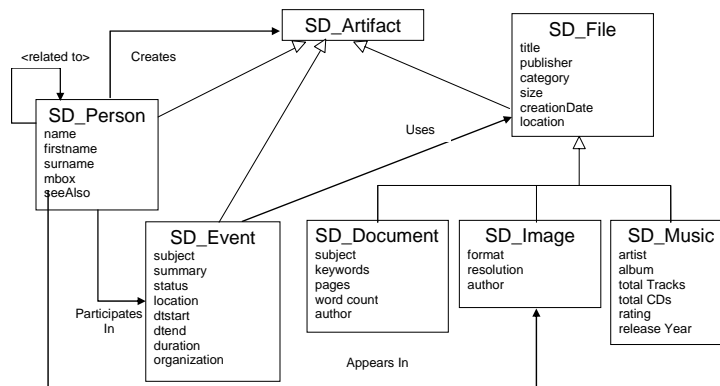 SD_Artifact
SD_File
title
publisher
category
size
creationDate
location
<related to>
Creates
SD_Person
name
firstname
surname
mbox
seeAlso
Uses
SD_Event
subject
summary
status
location
dtstart
dtend
duration
organization
SD_Document
subject
keywords
pages
word count
author
SD_Image
format
resolution
author
SD_Music
artist
album
total Tracks
total CDs
rating
release Year
Participates
In
Appears In